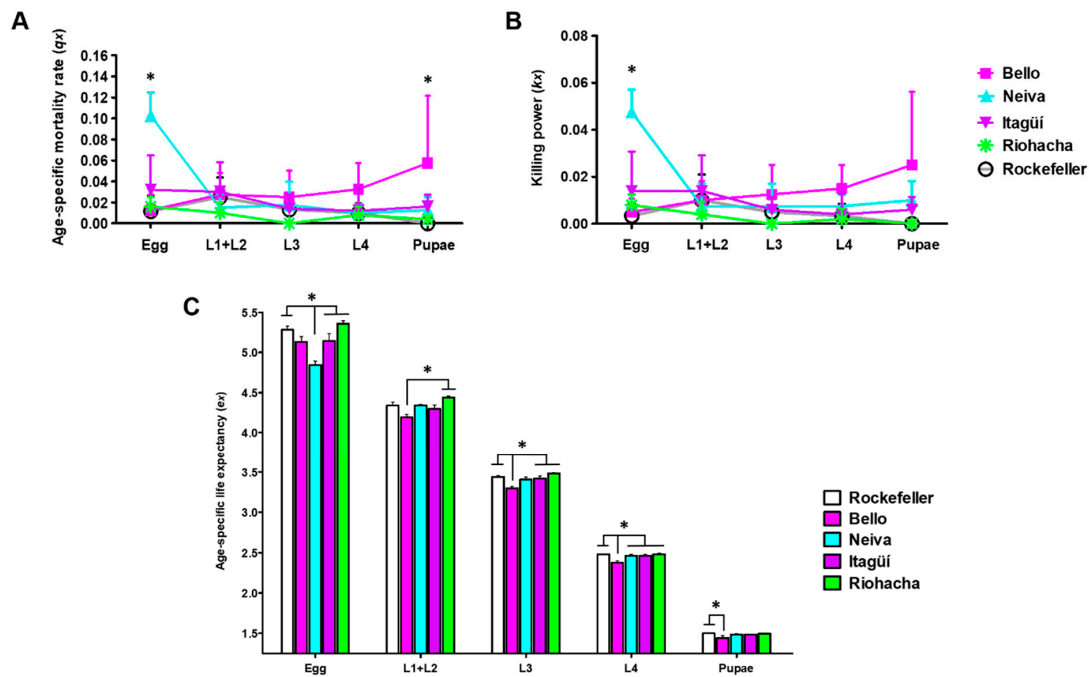 A
Age-specific mortality rate (qx)
0.16
0.14
0.12
0.10
0.08
0.06
0.04
0.02
0.00
*
*
Egg L1+L2 L3 L4 Pupae
B
Killing power (kx)
0.08
0.06
0.04
0.02
0.00
*
Egg L1+L2 L3 L4 Pupae
Bello
Neiva
Itagüí
Riohacha
Rockefeller
C
Age-specific life expectancy (ex)
5.5
5.0
4.5
4.0
3.5
3.0
2.5
2.0
1.5
*
*
*
*
*
Egg L1+L2 L3 L4 Pupae
Rockefeller
Bello
Neiva
Itagüí
Riohacha